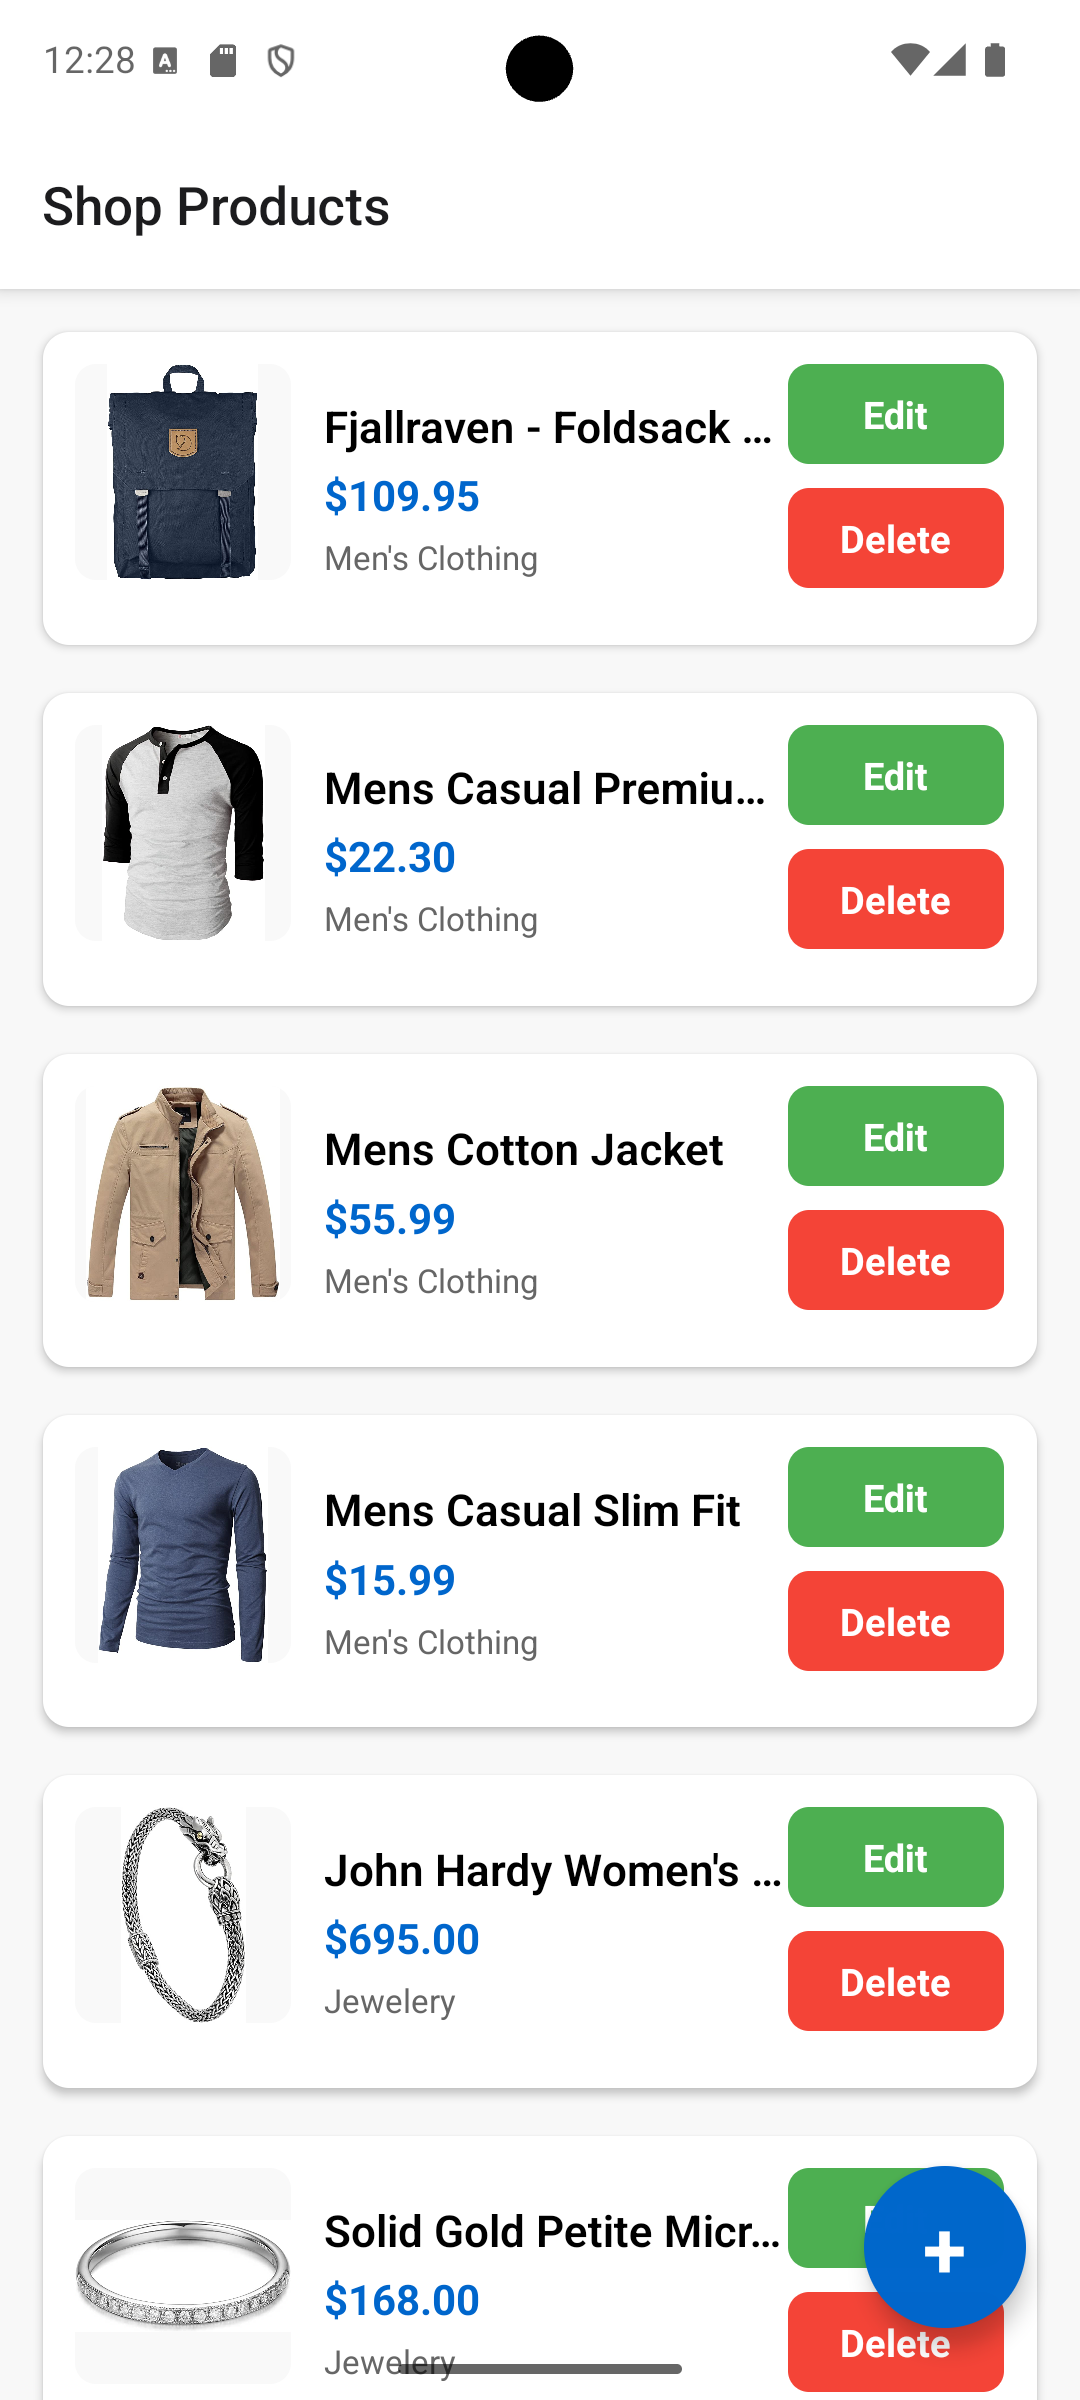 12:28
Shop Products
Fjallraven - Foldsack ...
$109.95
Men's Clothing
Edit
Delete
Mens Casual Premiu...
$22.30
Men's Clothing
Edit
Delete
Mens Cotton Jacket
$55.99
Men's Clothing
Edit
Delete
Mens Casual Slim Fit
$15.99
Men's Clothing
Edit
Delete
John Hardy Women's ...
$695.00
Jewelery
Edit
Delete
Solid Gold Petite Micr...
$168.00
Jewelery
+
Delete